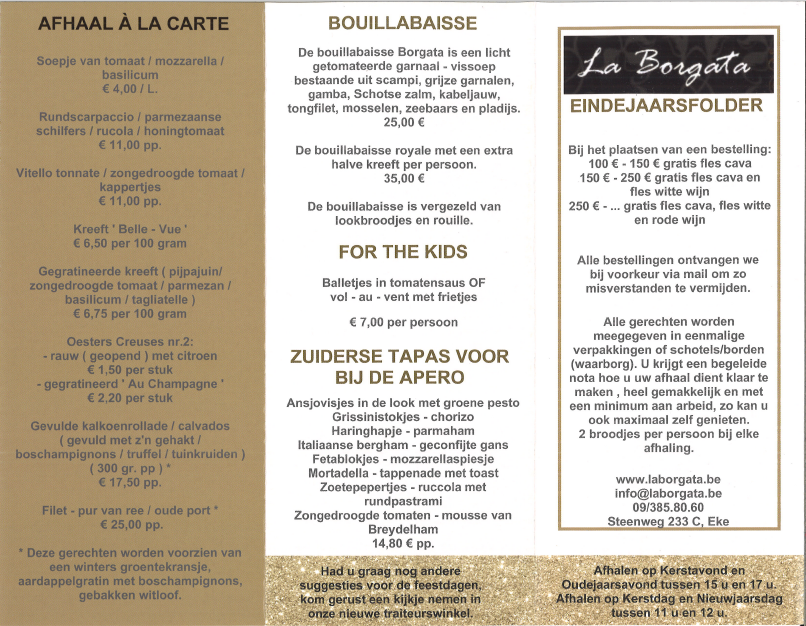 AFHAAL À LA CARTE
Soepje van tomaat / mozzarella /
basilicum
€ 4,00 / L.
Rundscarpaccio / parmezaanse
schilfers / rucola / honingtomaat
€ 11,00 pp.
Vitello tonnate / zongedroogde tomaat /
kappertjes
€ 11,00 pp.
Kreeft ' Belle - Vue '
€ 6,50 per 100 gram
Gegratineerde kreeft ( pijpajuin/
zongedroogde tomaat / parmezan /
basilicum / tagliatelle )
€ 6,75 per 100 gram
Oesters Creuses nr.2:
- rauw ( geopend ) met citroen
€ 1,50 per stuk
- gegratineerd ' Au Champagne '
€ 2,20 per stuk
Gevulde kalkoenrollade / calvados
( gevuld met z'n gehakt /
boschampignons / truffel / tuinkruiden )
( 300 gr. pp ) *
€ 17,50 pp.
Filet - pur van ree / oude port *
€ 25,00 pp.
* Deze gerechten worden voorzien van
een winters groentekransje,
aardappelgratin met boschampignons,
gebakken witloof.
BOUILLABAISSE
De bouillabaisse Borgata is een licht
getomateerde garnaal - vissoep
bestaande uit scampi, grijze garnalen,
gamba, Schotse zalm, kabeljauw,
tongfilet, mosselen, zeebaars en pladijs.
25,00 €
De bouillabaisse royale met een extra
halve kreeft per persoon.
35,00 €
De bouillabaisse is vergezeld van
lookbroodjes en rouille.
FOR THE KIDS
Balletjes in tomatensaus OF
vol - au - vent met frietjes
€ 7,00 per persoon
ZUIDERSE TAPAS VOOR
BIJ DE APERO
Ansjovisjes in de look met groene pesto
Grissinistokjes - chorizo
Haringhapje - parmaham
Italiaanse bergham - geconfijte gans
Fetablokjes - mozzarellaspiesje
Mortadella - tappenade met toast
Zoetepepertjes - ruccola met
rundpastrami
Zongedroogde tomaten - mousse van
Breydelham
14,80 € pp.
Had u graag nog andere
suggesties voor de feestdagen,
kom gerust een kijkje nemen in
onze nieuwe traiteurswinkel.
La Borgata
EINDEJAARSFOLDER
Bij het plaatsen van een bestelling:
100 € - 150 € gratis fles cava
150 € - 250 € gratis fles cava en
fles witte wijn
250 € - ... gratis fles cava, fles witte
en rode wijn
Alle bestellingen ontvangen we
bij voorkeur via mail om zo
misverstanden te vermijden.
Alle gerechten worden
meegegeven in eenmalige
verpakkingen of schotels/borden
(waarborg). U krijgt een begeleide
nota hoe u uw afhaal dient klaar te
maken , heel gemakkelijk en met
een minimum aan arbeid, zo kan u
ook maximaal zelf genieten.
2 broodjes per persoon bij elke
afhaling.
www.laborgata.be
info@laborgata.be
09/385.80.60
Steenweg 233 C, Eke
Afhalen op Kerstavond en
Oudejaarsavond tussen 15 u en 17 u.
Afhalen op Kerstdag en Nieuwjaarsdag
tussen 11 u en 12 u.